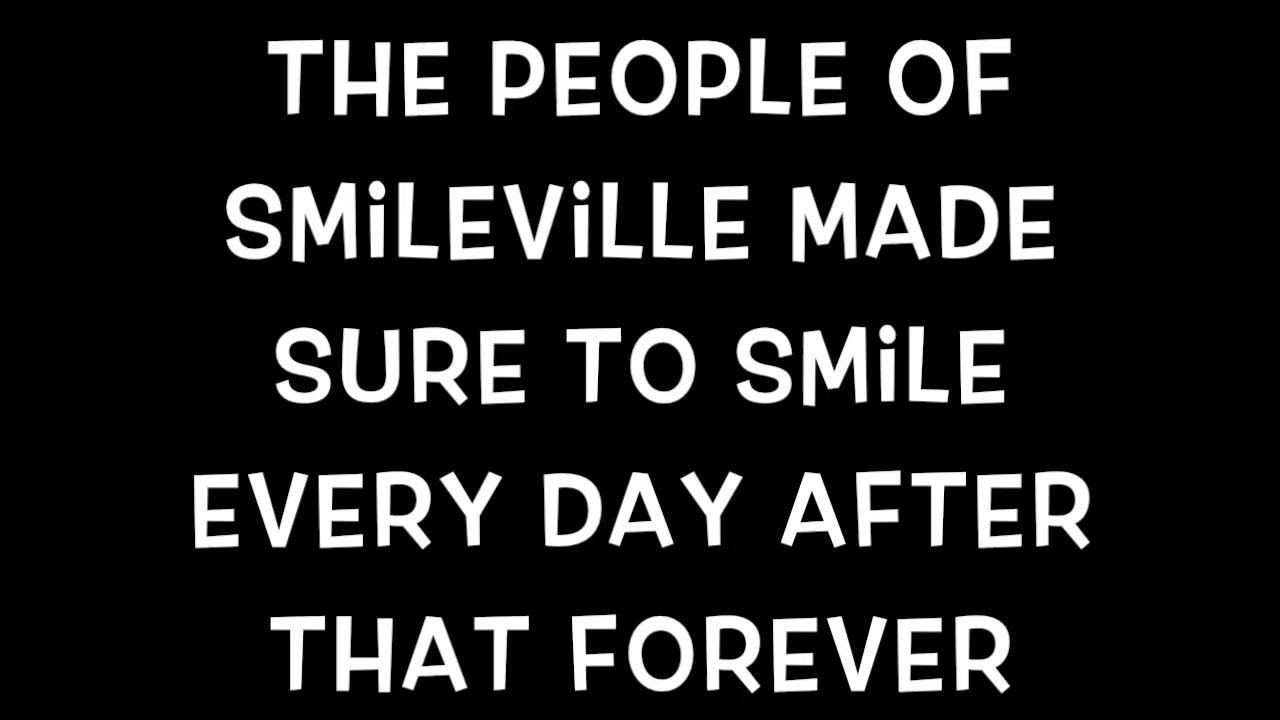 THE PEOPLE OF
SMiLEViLLE MADE
SURE TO SMiLE
EVERY DAY AFTER
THAT FOREVER